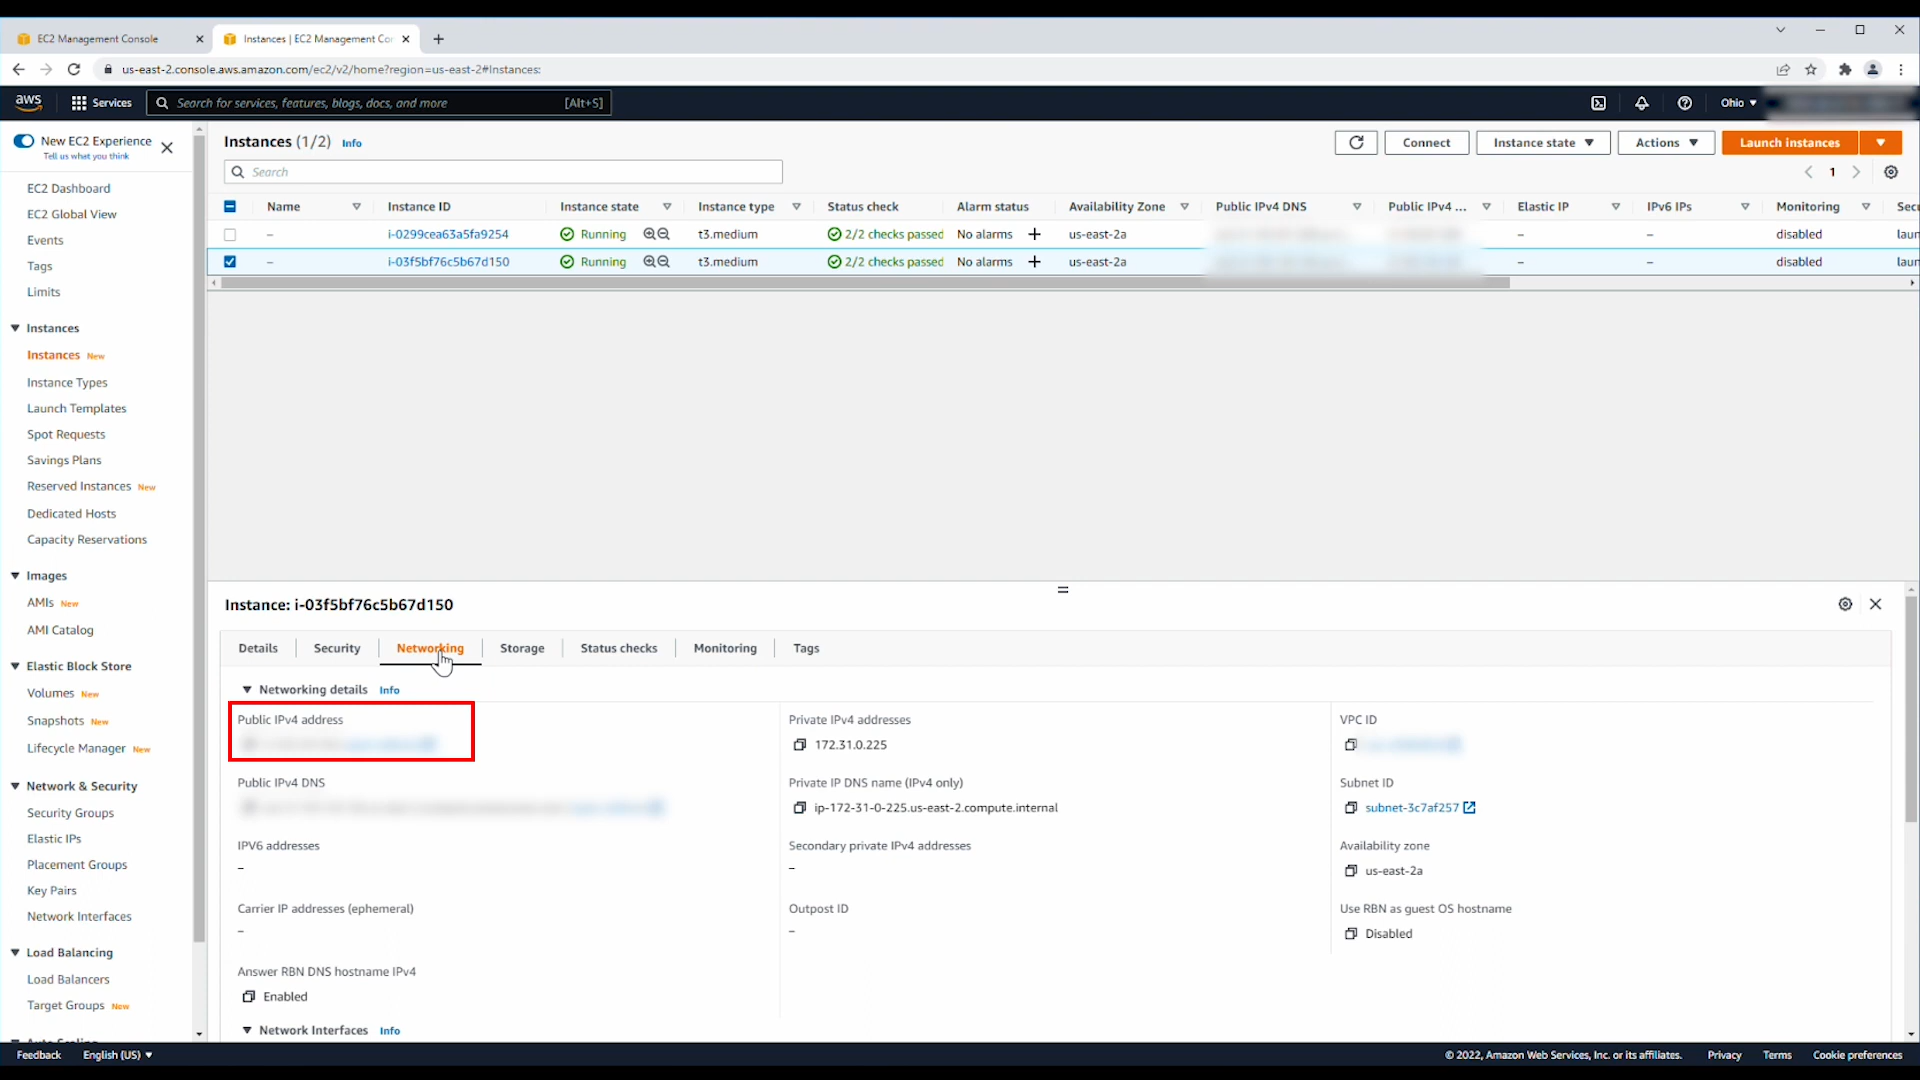 EC2 Management Console
Instances | EC2 Management Cor
us-east-2.console.aws.amazon.com/ec2/v2/home?region=us-east-2#Instances:
aws Services Search for services, features, blogs, docs, and more [Alt+S] Ohio
New EC2 Experience
Tell us what you think
EC2 Dashboard
EC2 Global View
Events
Tags
Limits
Instances
Instances New
Instance Types
Launch Templates
Spot Requests
Savings Plans
Reserved Instances New
Dedicated Hosts
Capacity Reservations
Images
AMIs New
AMI Catalog
Elastic Block Store
Volumes New
Snapshots New
Lifecycle Manager New
Network & Security
Security Groups
Elastic IPs
Placement Groups
Key Pairs
Network Interfaces
Load Balancing
Load Balancers
Target Groups New
Auto Scaling
Instances (1/2) Info Connect Instance state Actions Launch instances
Search 1
Name Instance ID Instance state Instance type Status check Alarm status Availability Zone Public IPv4 DNS Public IPv4 ... Elastic IP IPv6 IPs Monitoring Secu
– i-0299cea63a5fa9254 Running t3.medium 2/2 checks passed No alarms + us-east-2a – – disabled laun
– i-03f5bf76c5b67d150 Running t3.medium 2/2 checks passed No alarms + us-east-2a – – disabled laun
Instance: i-03f5bf76c5b67d150
Details Security Networking Storage Status checks Monitoring Tags
Networking details Info
Public IPv4 address
Public IPv4 DNS
IPV6 addresses
–
Carrier IP addresses (ephemeral)
–
Answer RBN DNS hostname IPv4
Enabled
Private IPv4 addresses
172.31.0.225
Private IP DNS name (IPv4 only)
ip-172-31-0-225.us-east-2.compute.internal
Secondary private IPv4 addresses
–
Outpost ID
–
VPC ID
Subnet ID
subnet-3c7af257
Availability zone
us-east-2a
Use RBN as guest OS hostname
Disabled
Network Interfaces Info
Feedback English (US) © 2022, Amazon Web Services, Inc. or its affiliates. Privacy Terms Cookie preferences